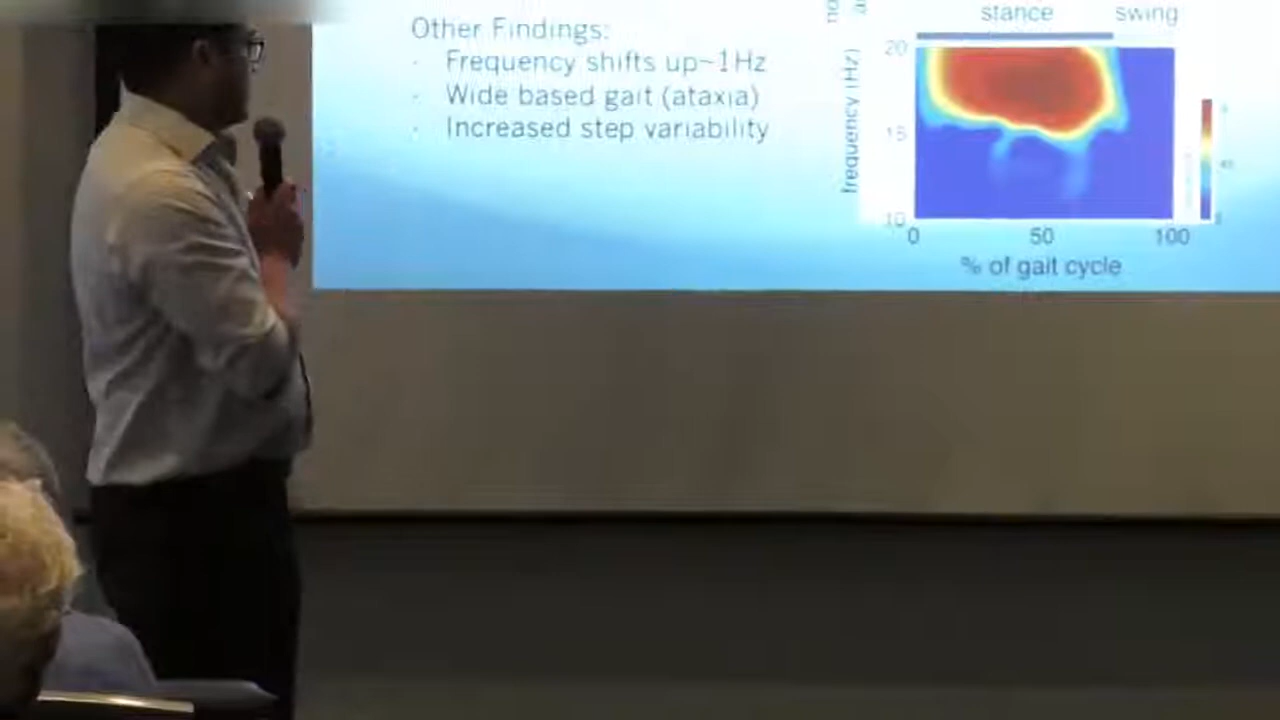 Other Findings:
· Frequency shifts up~1Hz
· Wide based gait (ataxia)
· Increased step variability
stance swing
20
frequency (Hz)
15
10
0 50 100
% of gait cycle